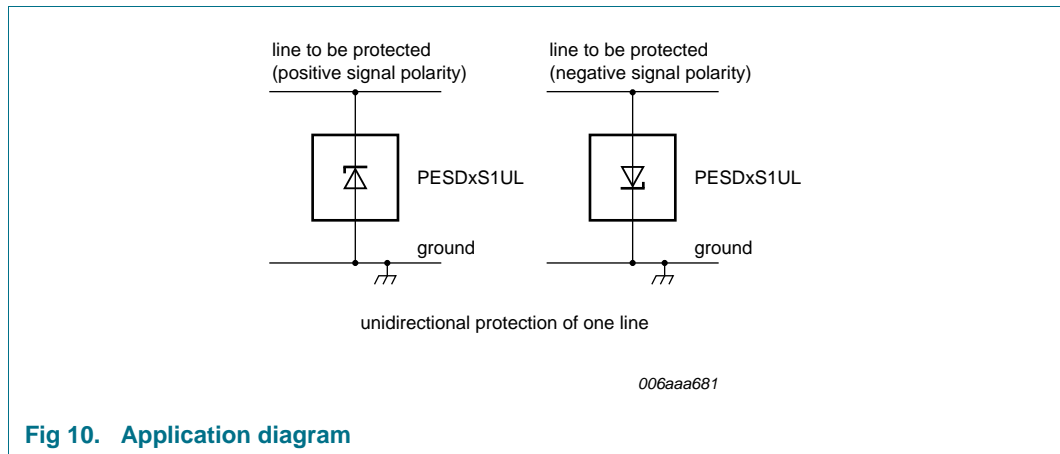 line to be protected
(positive signal polarity)
line to be protected
(negative signal polarity)
PESDxS1UL
PESDxS1UL
ground
ground
unidirectional protection of one line
006aaa681
Fig 10. Application diagram